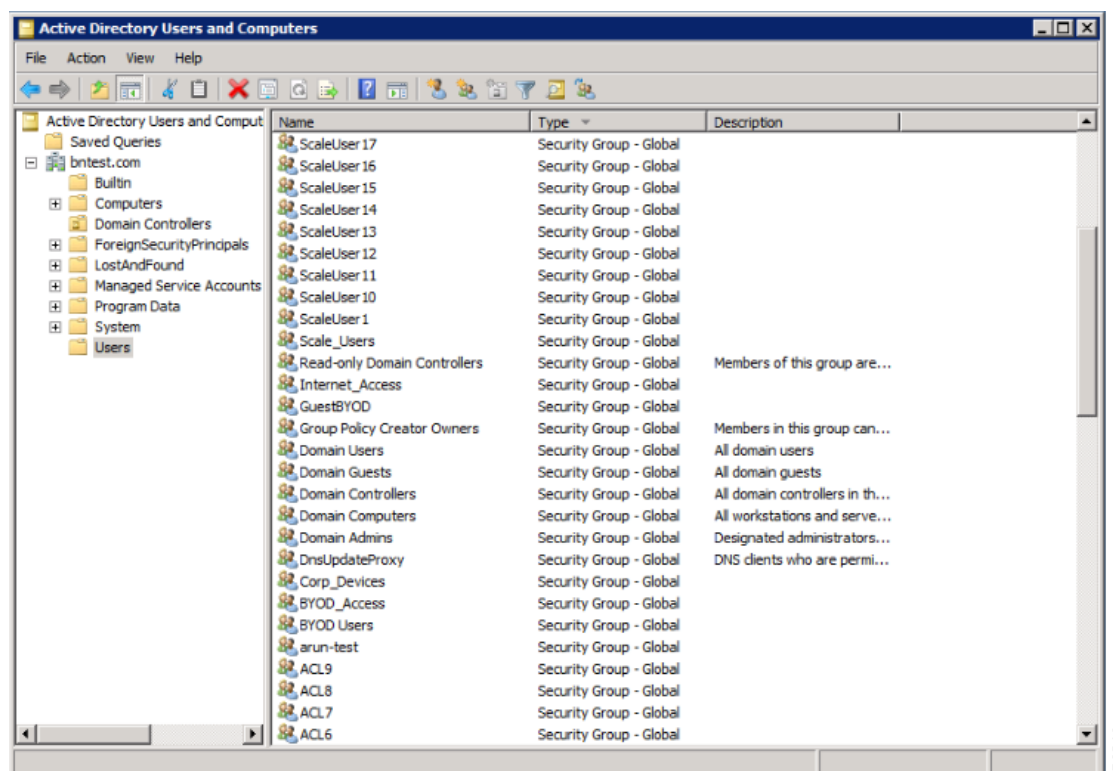 Active Directory Users and Computers
File Action View Help
Active Directory Users and Comput
Saved Queries
bntest.com
Builtin
Computers
Domain Controllers
ForeignSecurityPrincipals
LostAndFound
Managed Service Accounts
Program Data
System
Users
Name Type Description
ScaleUser17 Security Group - Global
ScaleUser16 Security Group - Global
ScaleUser15 Security Group - Global
ScaleUser14 Security Group - Global
ScaleUser13 Security Group - Global
ScaleUser12 Security Group - Global
ScaleUser11 Security Group - Global
ScaleUser10 Security Group - Global
ScaleUser1 Security Group - Global
Scale_Users Security Group - Global
Read-only Domain Controllers Security Group - Global Members of this group are...
Internet_Access Security Group - Global
GuestBYOD Security Group - Global
Group Policy Creator Owners Security Group - Global Members in this group can...
Domain Users Security Group - Global All domain users
Domain Guests Security Group - Global All domain guests
Domain Controllers Security Group - Global All domain controllers in th...
Domain Computers Security Group - Global All workstations and serve...
Domain Admins Security Group - Global Designated administrators...
DnsUpdateProxy Security Group - Global DNS clients who are permi...
Corp_Devices Security Group - Global
BYOD_Access Security Group - Global
BYOD Users Security Group - Global
arun-test Security Group - Global
ACL9 Security Group - Global
ACL8 Security Group - Global
ACL7 Security Group - Global
ACL6 Security Group - Global